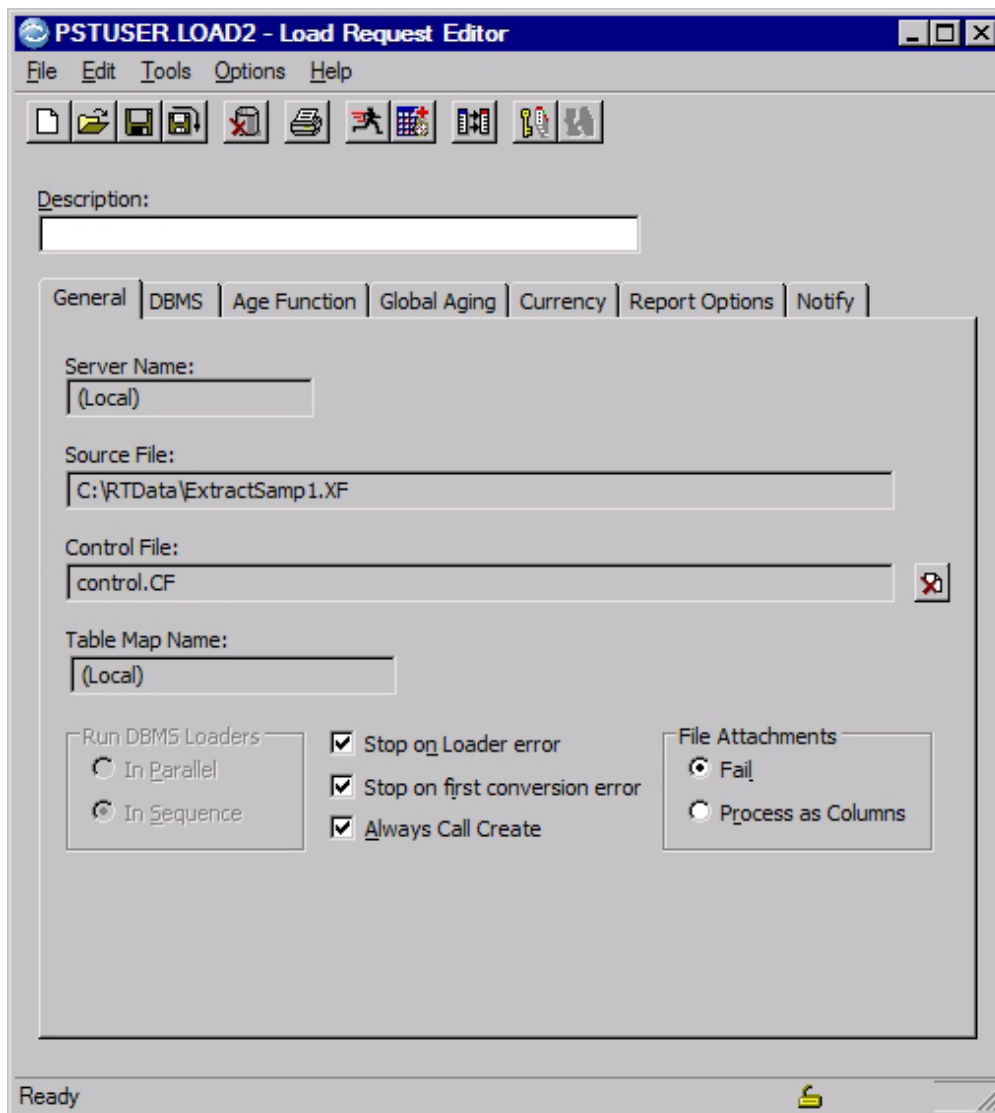 PSTUSER.LOAD2 - Load Request Editor
File Edit Tools Options Help
Description:
General DBMS Age Function Global Aging Currency Report Options Notify
Server Name:
(Local)
Source File:
C:\RTData\ExtractSamp1.XF
Control File:
control.CF
Table Map Name:
(Local)
Run DBMS Loaders
In Parallel
In Sequence
Stop on Loader error
Stop on first conversion error
Always Call Create
File Attachments
Fail
Process as Columns
Ready